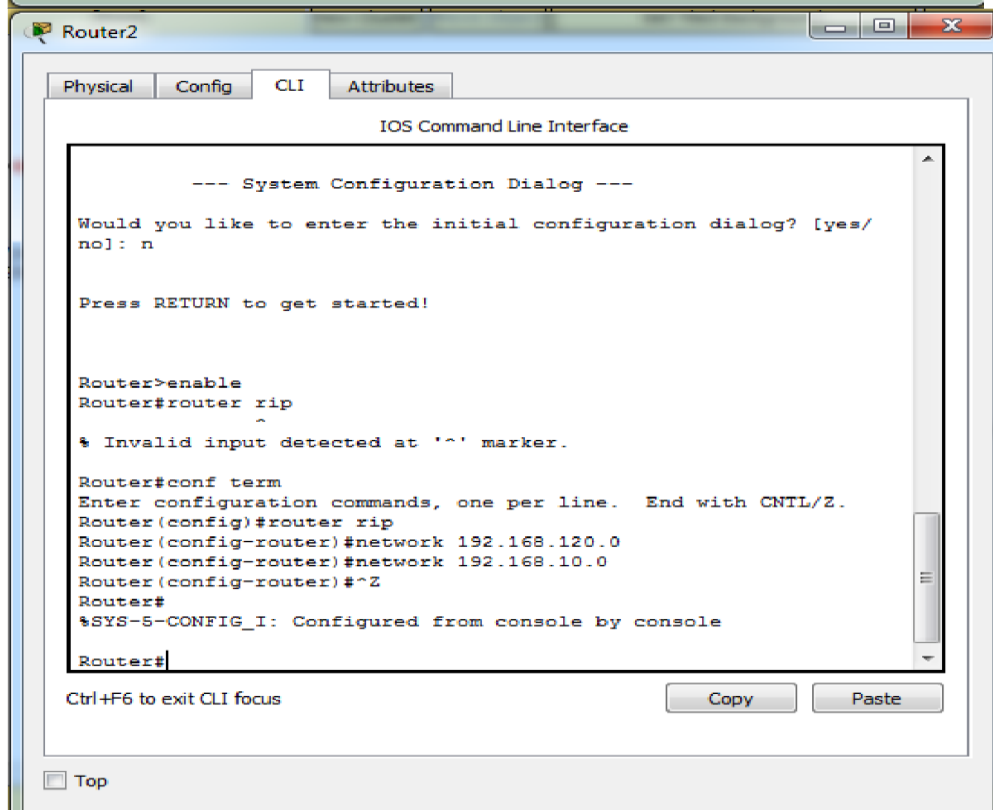 Router2
Physical Config CLI Attributes
IOS Command Line Interface
--- System Configuration Dialog ---
Would you like to enter the initial configuration dialog? [yes/
no]: n
Press RETURN to get started!
Router>enable
Router#router rip
^
% Invalid input detected at '^' marker.
Router#conf term
Enter configuration commands, one per line.  End with CNTL/Z.
Router(config)#router rip
Router(config-router)#network 192.168.120.0
Router(config-router)#network 192.168.10.0
Router(config-router)#^Z
Router#
%SYS-5-CONFIG_I: Configured from console by console
Router#
Ctrl+F6 to exit CLI focus
Copy Paste
Top